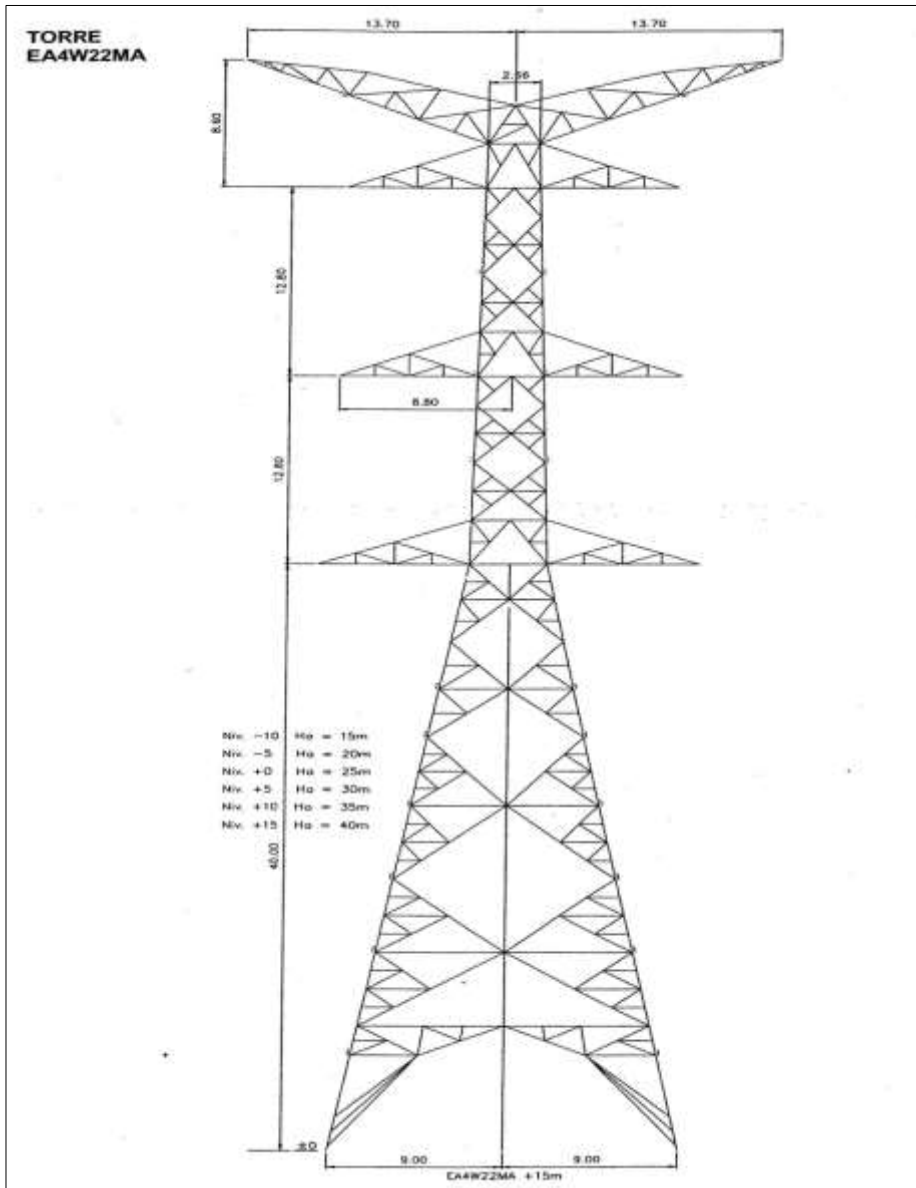 TORRE
EA4W22MA
13.70 13.70
2.56
8.60
12.80
8.80
12.80
Niv. -10 Ha = 15m
Niv. -5 Ha = 20m
Niv. +0 Ha = 25m
Niv. +5 Ha = 30m
Niv. +10 Ha = 35m
Niv. +15 Ha = 40m
40.00
±0
9.00 9.00
EA4W22MA +15m